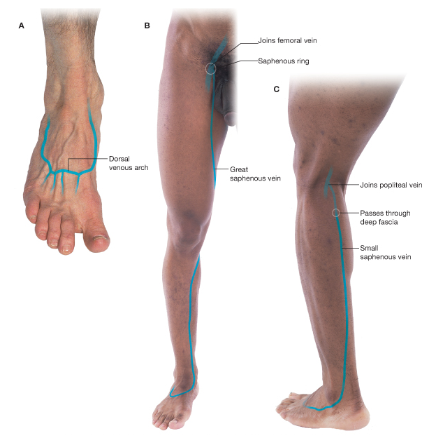 A
B
Joins femoral vein
Saphenous ring
C
Dorsal
venous arch
Great
saphenous vein
Joins popliteal vein
Passes through
deep fascia
Small
saphenous vein